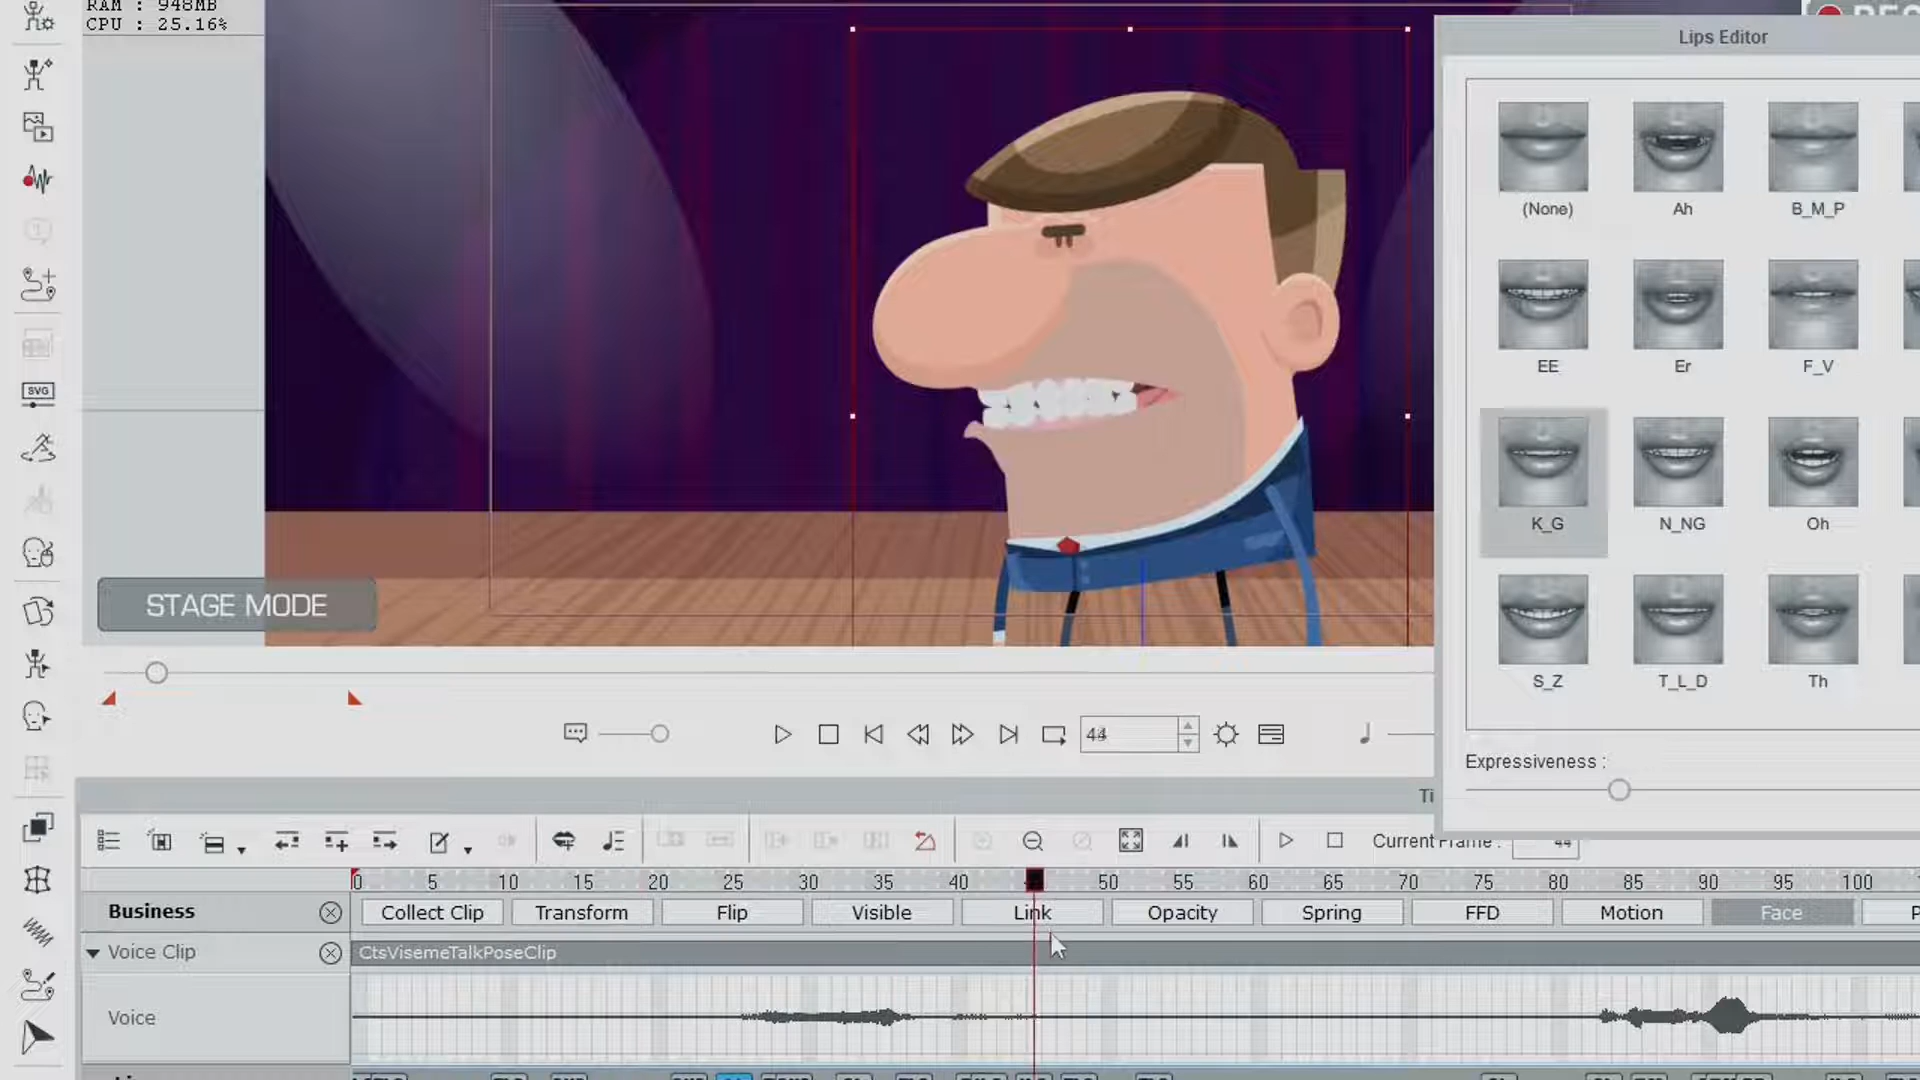 RAM : 948MB
CPU : 25.16%
REC
Lips Editor
(None)
Ah
B_M_P
EE
Er
F_V
SVG
K_G
N_NG
Oh
STAGE MODE
S_Z
T_L_D
Th
44
Expressiveness :
Current Frame :
44
0 5 10 15 20 25 30 35 40 50 55 60 65 70 75 80 85 90 95 100
Business
Collect Clip
Transform
Flip
Visible
Link
Opacity
Spring
FFD
Motion
Face
Voice Clip
CtsVisemeTalkPoseClip
Voice